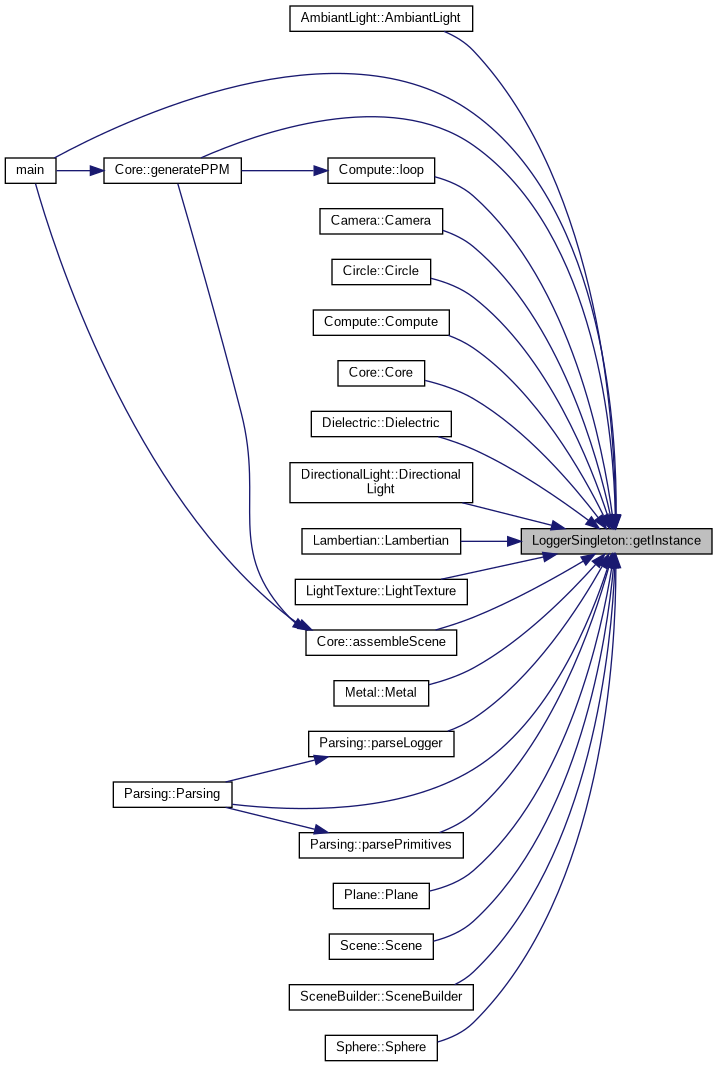 AmbiantLight::AmbiantLight
main
Core::generatePPM
Compute::loop
Camera::Camera
Circle::Circle
Compute::Compute
Core::Core
Dielectric::Dielectric
DirectionalLight::Directional
Light
LoggerSingleton::getInstance
Lambertian::Lambertian
LightTexture::LightTexture
Core::assembleScene
Metal::Metal
Parsing::parseLogger
Parsing::Parsing
Parsing::parsePrimitives
Plane::Plane
Scene::Scene
SceneBuilder::SceneBuilder
Sphere::Sphere